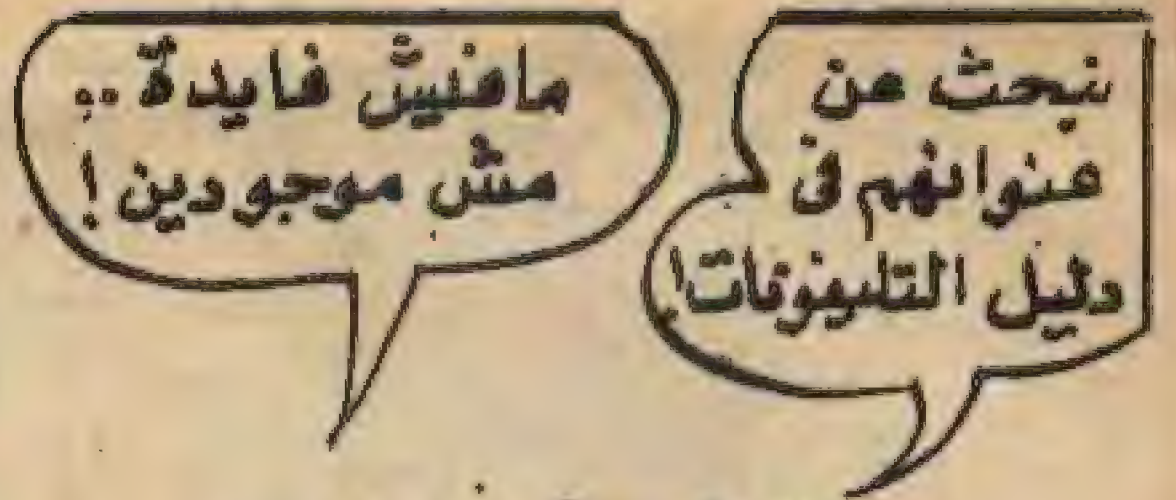 نبحث عن
عنوانهم فى
دليل التليفونات!
مافيش فايدة ..
مش موجودين !